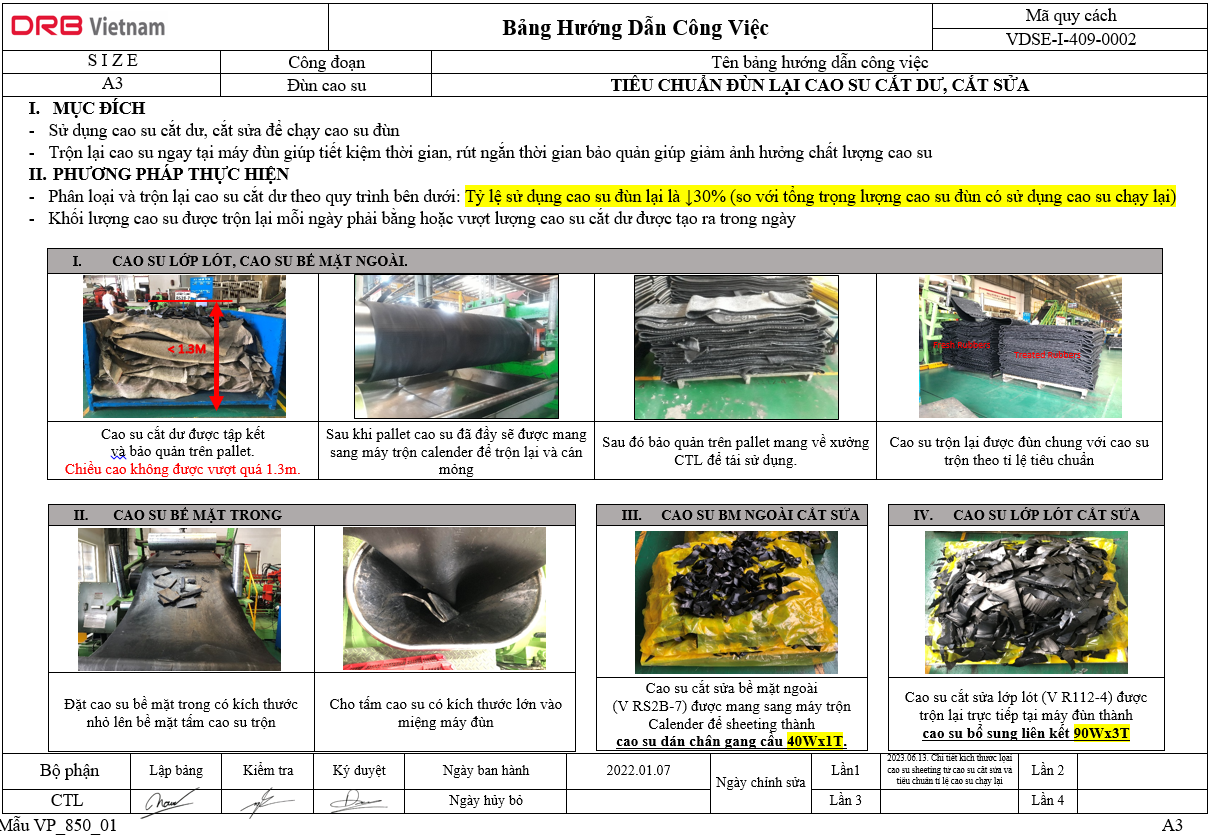 DRB Vietnam
Bảng Hướng Dẫn Công Việc
Mã quy cách
VDSE-I-409-0002
S I Z E
Công đoạn
Tên bảng hướng dẫn công việc
A3
Đùn cao su
TIÊU CHUẨN ĐÙN LẠI CAO SU CẮT DƯ, CẮT SỬA
I. MỤC ĐÍCH
- Sử dụng cao su cắt dư, cắt sửa để chạy cao su đùn
- Trộn lại cao su ngay tại máy đùn giúp tiết kiệm thời gian, rút ngắn thời gian bảo quản giúp giảm ảnh hưởng chất lượng cao su
II. PHƯƠNG PHÁP THỰC HIỆN
- Phân loại và trộn lại cao su cắt dư theo quy trình bên dưới: Tỷ lệ sử dụng cao su đùn lại là ↓30% (so với tổng trọng lượng cao su đùn có sử dụng cao su chạy lại)
- Khối lượng cao su được trộn lại mỗi ngày phải bằng hoặc vượt lượng cao su cắt dư được tạo ra trong ngày
I. CAO SU LỚP LÓT, CAO SU BỀ MẶT NGOÀI.
< 1.3M
Treated Rubber
Cao su cắt dư được tập kết
và bảo quản trên pallet.
Chiều cao không được vượt quá 1.3m.
Sau khi pallet cao su đã đầy sẽ được mang
sang máy trộn calender để trộn lại và cán
mỏng
Sau đó bảo quản trên pallet mang về xưởng
CTL để tái sử dụng.
Cao su trộn lại được đùn chung với cao su
trộn theo tỉ lệ tiêu chuẩn
II. CAO SU BỀ MẶT TRONG
III. CAO SU BM NGOÀI CẮT SỬA
IV. CAO SU LỚP LÓT CẮT SỬA
Đặt cao su bề mặt trong có kích thước
nhỏ lên bề mặt tấm cao su trộn
Cho tấm cao su có kích thước lớn vào
miệng máy đùn
Cao su cắt sửa bề mặt ngoài
(V RS2B-7) được mang sang máy trộn
Calender để sheeting thành
cao su dán chân gang cầu 40Wx1T.
Cao su cắt sửa lớp lót (V R112-4) được
trộn lại trực tiếp tại máy đùn thành
cao su bổ sung liên kết 90Wx3T
Bộ phận
Lập bảng
Kiểm tra
Ký duyệt
Ngày ban hành
2022.01.07
Ngày chỉnh sửa
Lần1
2023.06.13. Chi tiết kích thước loại
cao su sheeting từ cao su cắt sửa và
tiêu chuẩn tỉ lệ cao su chạy lại
Lần 2
CTL
Ngày hủy bỏ
Lần 3
Lần 4
Mẫu VP_850_01
A3